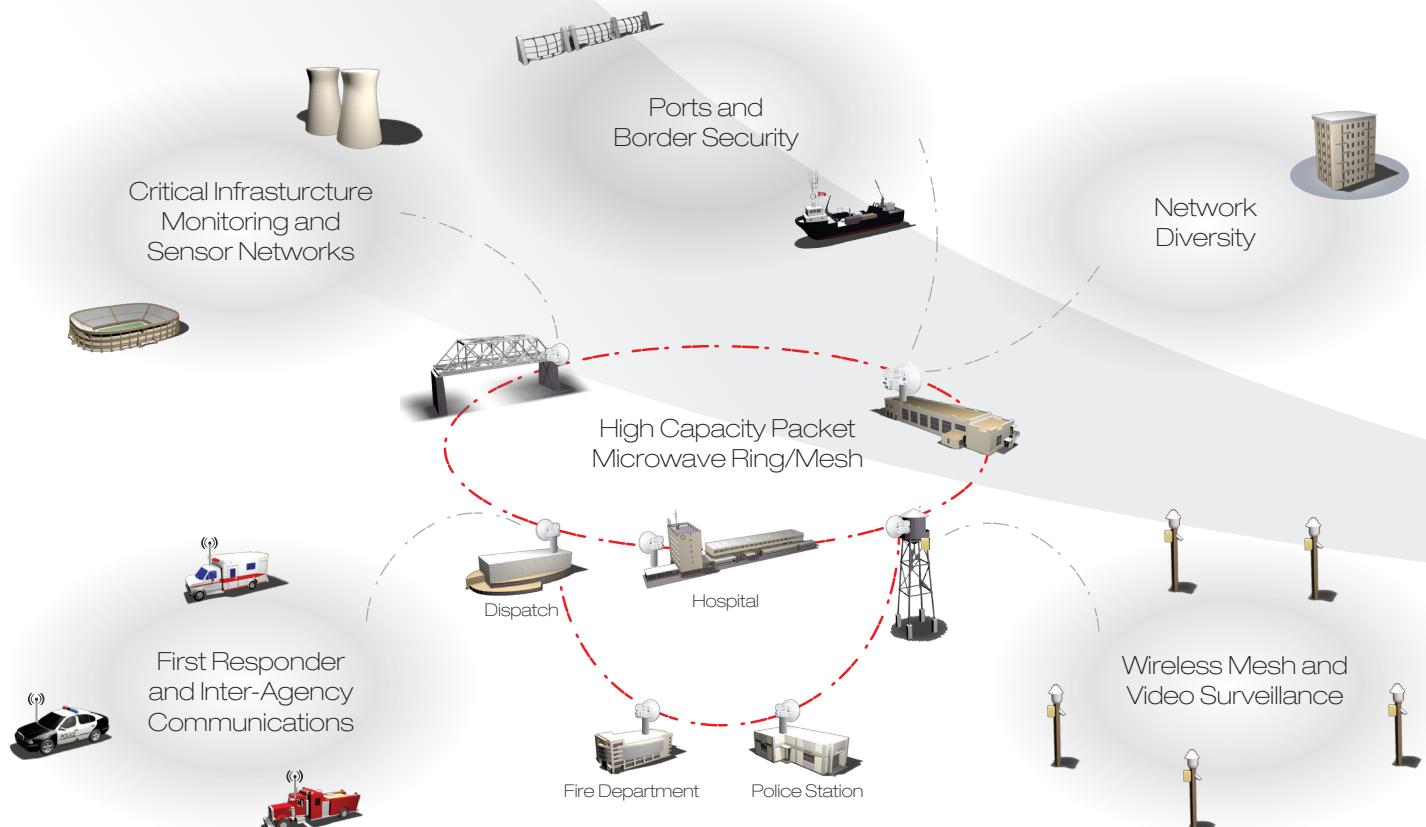 Ports and
Border Security
Critical Infrasturcture
Monitoring and
Sensor Networks
Network
Diversity
High Capacity Packet
Microwave Ring/Mesh
Dispatch
Hospital
First Responder
and Inter-Agency
Communications
Wireless Mesh and
Video Surveillance
Fire Department
Police Station
POLICE